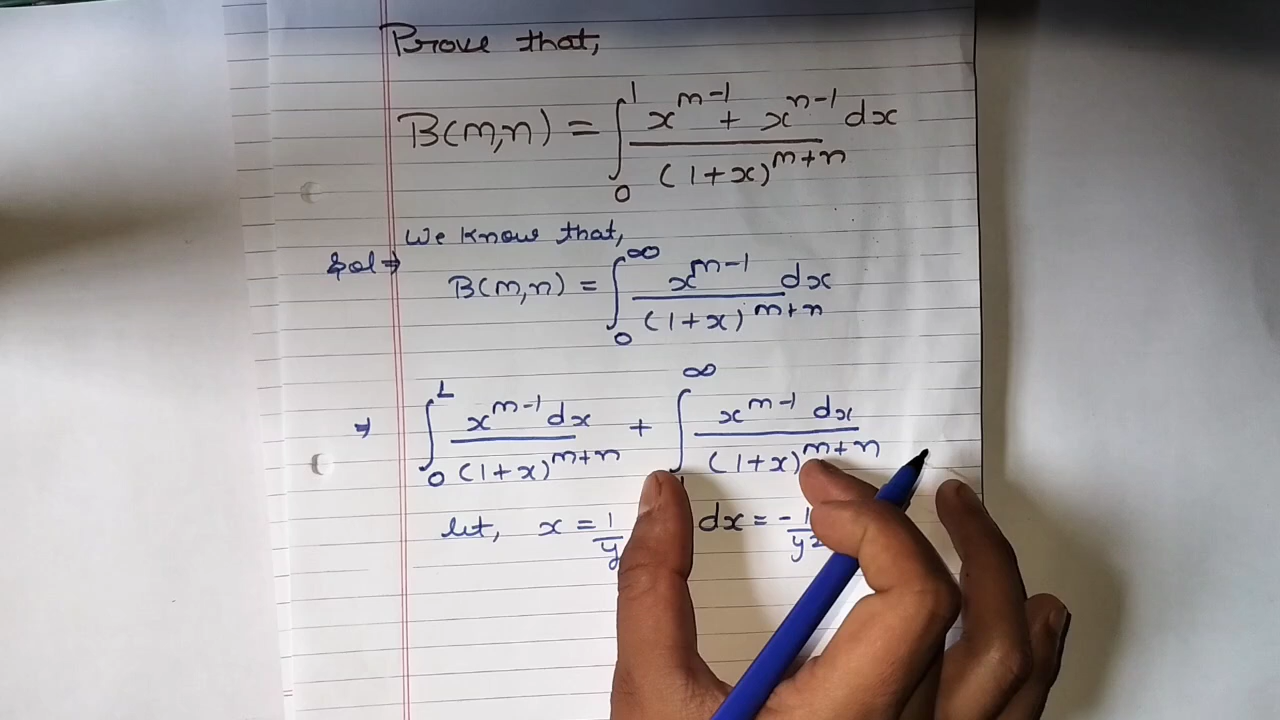 Prove that,
B(m,n) = ∫₀¹ (x^(m-1) + x^(n-1) dx) / (1+x)^(m+n)
We know that,
Sol⇒ B(m,n) = ∫₀^∞ (x^(m-1) dx) / (1+x)^(m+n)
⇒ ∫₀¹ (x^(m-1) dx) / (1+x)^(m+n) + ∫₁^∞ (x^(m-1) dx) / (1+x)^(m+n)
let, x = 1/y dx = -1/y²